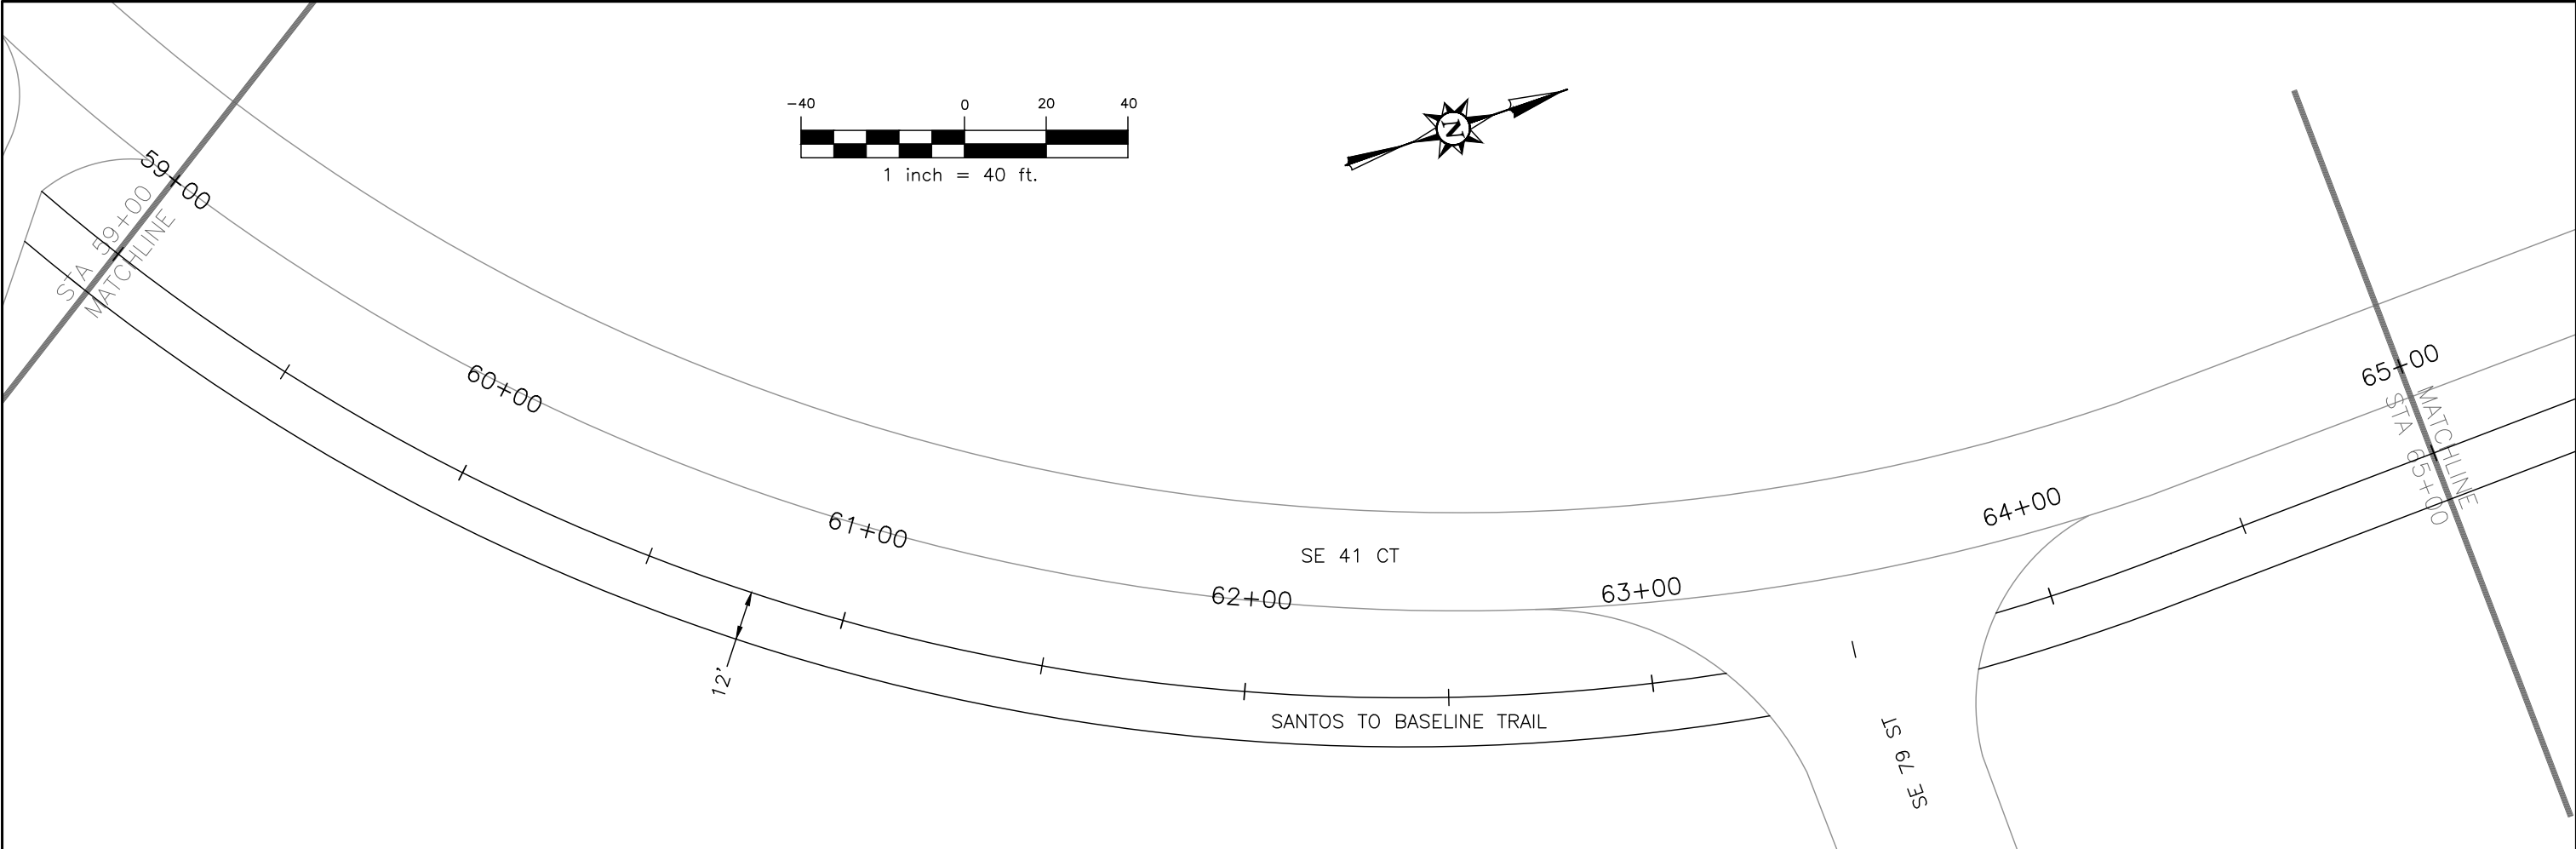 -40 0 20 40
1 inch = 40 ft.
N
59+00
STA 59+00
MATCHLINE
60+00
61+00
62+00
63+00
64+00
65+00
MATCHLINE
STA 65+00
SE 41 CT
12'
SANTOS TO BASELINE TRAIL
SE 79 ST